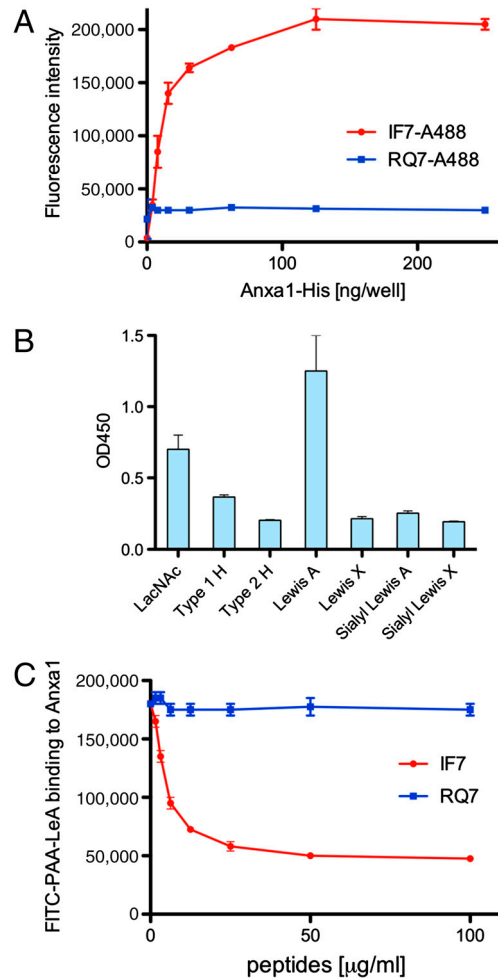 A
Fluorescence intensity
200,000
150,000
100,000
50,000
0
IF7-A488
RQ7-A488
0
100
200
Anxa1-His [ng/well]
B
OD450
1.5
1.0
0.5
0.0
LacNAc
Type 1 H
Type 2 H
Lewis A
Lewis X
Sialyl Lewis A
Sialyl Lewis X
C
FITC-PAA-LeA binding to Anxa1
200,000
150,000
100,000
50,000
0
IF7
RQ7
0
50
100
peptides [μg/ml]